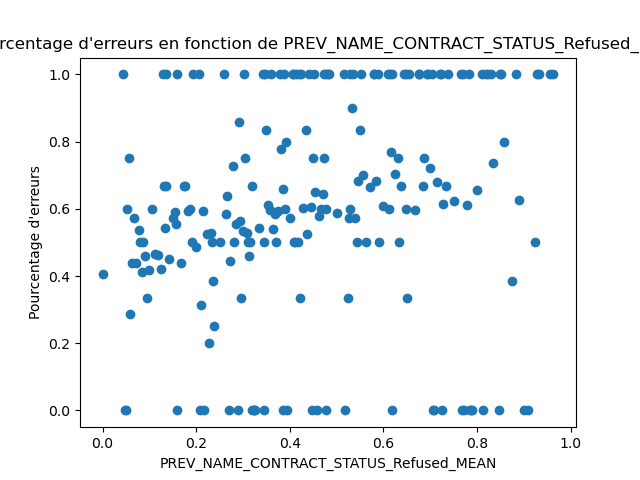 rcentage d'erreurs en fonction de PREV_NAME_CONTRACT_STATUS_Refused_
1.0
0.8
0.6
0.4
0.2
0.0
Pourcentage d'erreurs
0.0 0.2 0.4 0.6 0.8 1.0
PREV_NAME_CONTRACT_STATUS_Refused_MEAN